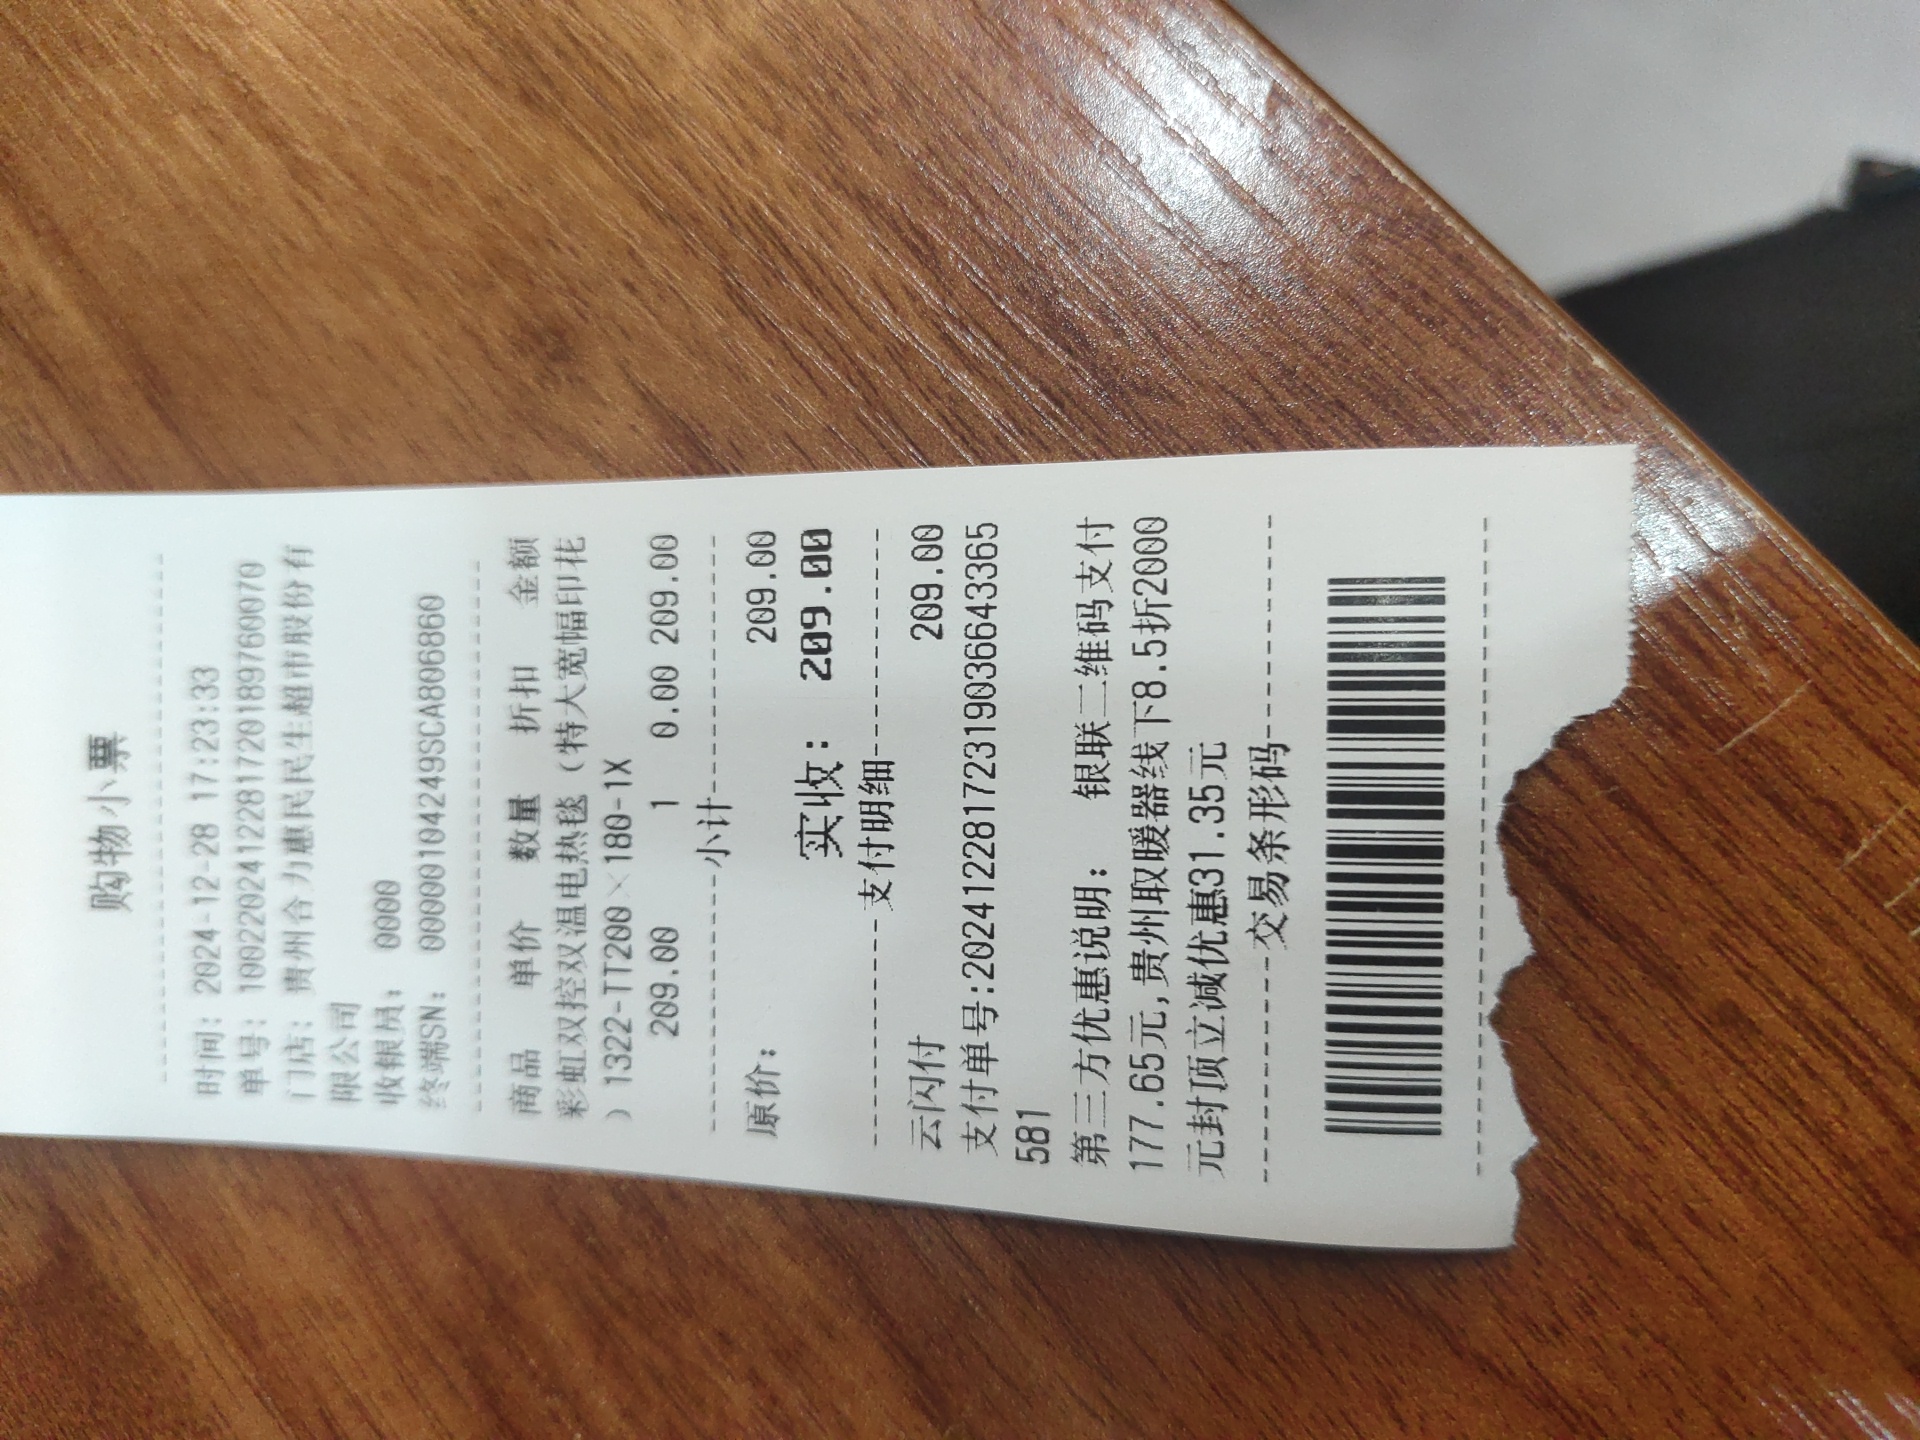 购物小票
时间: 2024-12-28 17:23:33
单号: 100220241228172018976​0070
门店: 贵州合力惠民民生超市股份有
限公司
收银员: 0000
终端SN: 00000104249SCA806860
商品 单价 数量 折扣 金额
彩虹双控双温电热毯(特大宽幅印花
)1322-TT200×180-1X
209.00 1 0.00 209.00
小计
原价: 209.00
实收: 209.00
支付明细
云闪付 209.00
支付单号:20241228172319036643365
581
第三方优惠说明: 银联二维码支付
177.65元,贵州取暖器线下8.5折2000
元封顶立减优惠31.35元
交易条形码